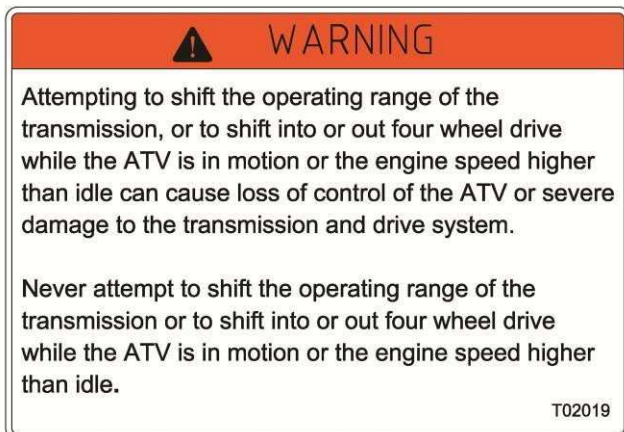 WARNING
Attempting to shift the operating range of the
transmission, or to shift into or out four wheel drive
while the ATV is in motion or the engine speed higher
than idle can cause loss of control of the ATV or severe
damage to the transmission and drive system.
Never attempt to shift the operating range of the
transmission or to shift into or out four wheel drive
while the ATV is in motion or the engine speed higher
than idle.
T02019